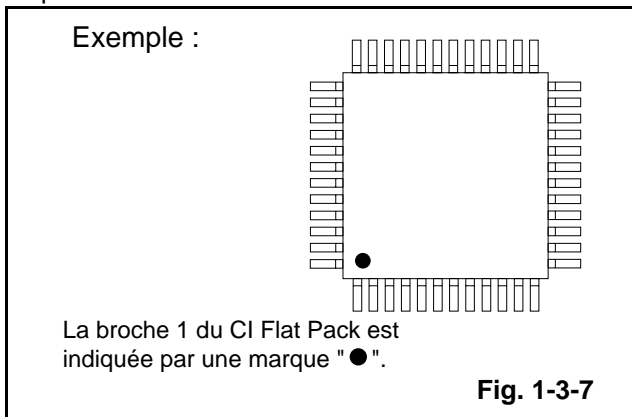 Exemple :
La broche 1 du CI Flat Pack est
indiquée par une marque " ● ".
Fig. 1-3-7